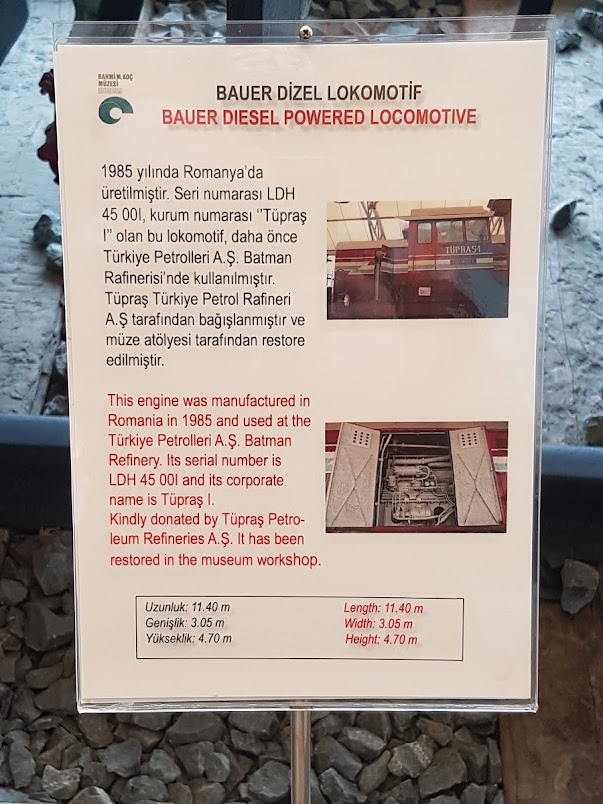 RAHMİ M. KOÇ
MÜZESİ
BAUER DİZEL LOKOMOTİF
BAUER DIESEL POWERED LOCOMOTIVE
1985 yılında Romanya'da
üretilmiştir. Seri numarası LDH
45 00I, kurum numarası “Tüpraş
I” olan bu lokomotif, daha önce
Türkiye Petrolleri A.Ş. Batman
Rafinerisi'nde kullanılmıştır.
Tüpraş Türkiye Petrol Rafineri
A.Ş tarafından bağışlanmıştır ve
müze atölyesi tarafından restore
edilmiştir.
TÜPRAŞ-1
This engine was manufactured in
Romania in 1985 and used at the
Türkiye Petrolleri A.Ş. Batman
Refinery. Its serial number is
LDH 45 00I and its corporate
name is Tüpraş I.
Kindly donated by Tüpraş Petro-
leum Refineries A.Ş. It has been
restored in the museum workshop.
Uzunluk: 11.40 m
Genişlik: 3.05 m
Yükseklik: 4.70 m
Length: 11.40 m
Width: 3.05 m
Height: 4.70 m